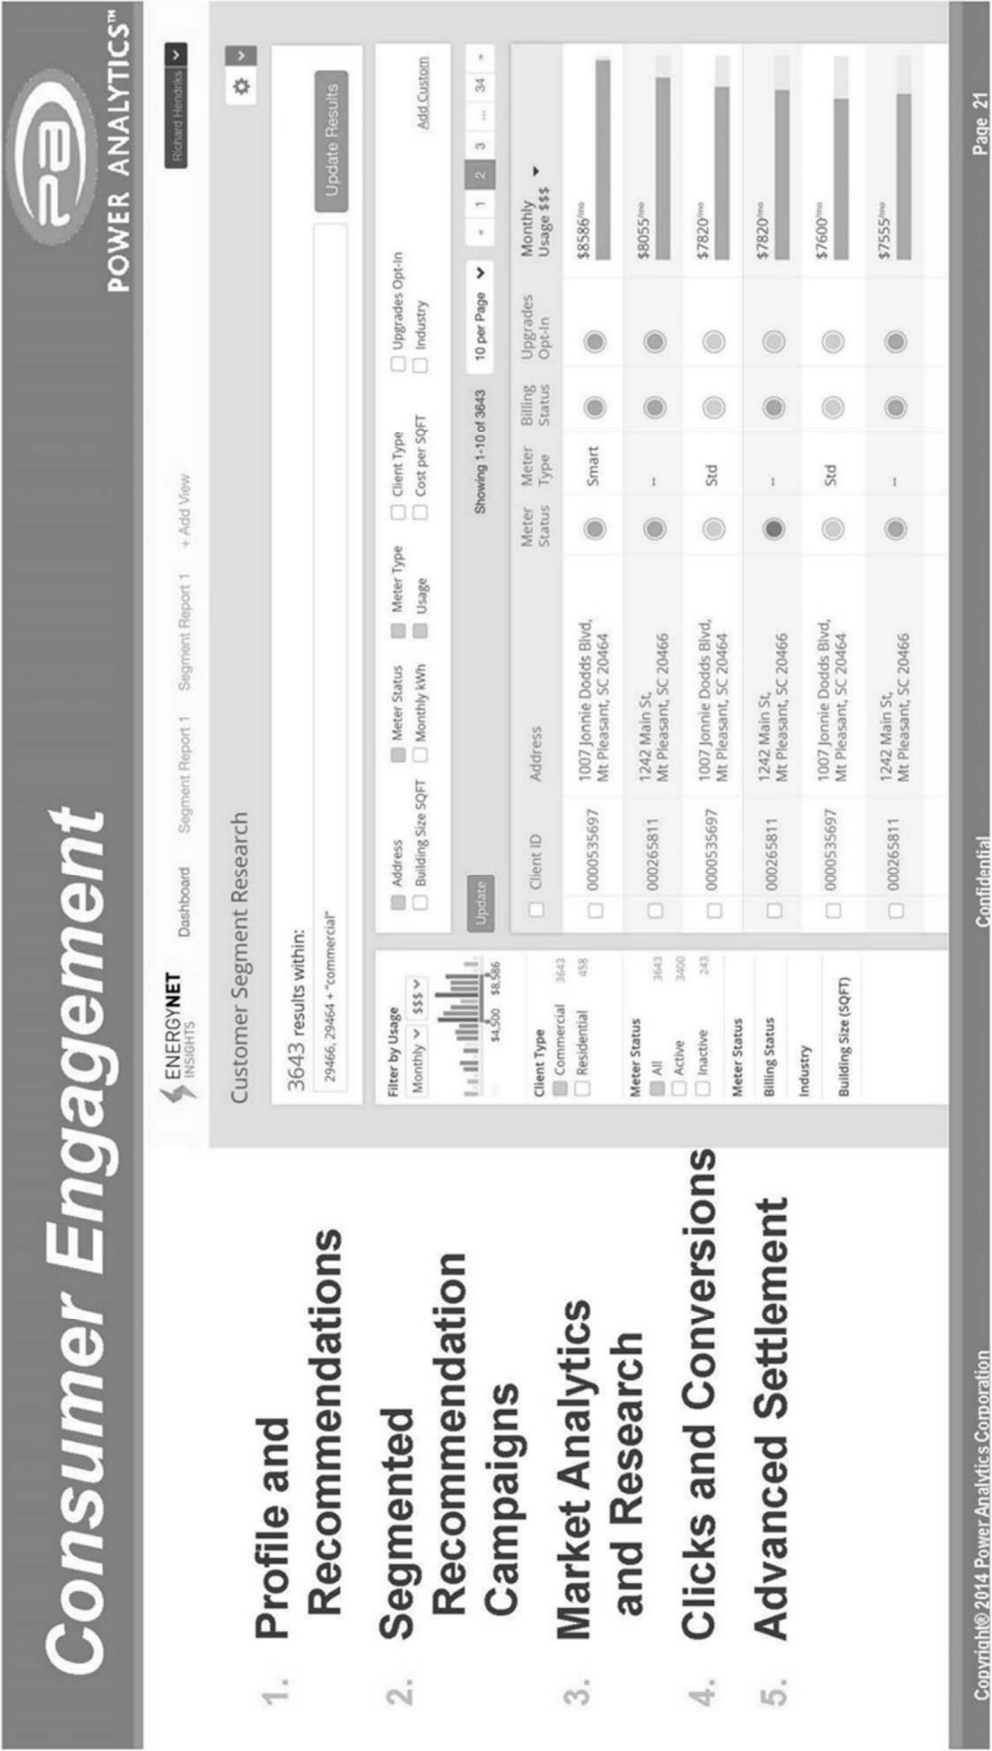 Consumer Engagement
POWER ANALYTICS™
1. Profile and
Recommendations
2. Segmented
Recommendation
Campaigns
3. Market Analytics
and Research
4. Clicks and Conversions
5. Advanced Settlement
ENERGYNET
INSIGHTS
Dashboard Segment Report 1 Segment Report 1 + Add View
Richard Hendriks
Customer Segment Research
3643 results within:
29466, 29464 + "commercial"
Update Results
Filter by Usage
Monthly $$$
$4,500 $8,586
Client Type
Commercial 3643
Residential 458
Meter Status
All 3643
Active 3400
Inactive 243
Meter Status
Billing Status
Industry
Building Size (SQFT)
Address Meter Status Meter Type Client Type Upgrades Opt-In
Building Size SQFT Monthly kWh Usage Cost per SQFT Industry
Add Custom
Update
Showing 1-10 of 3643 10 per Page « 1 2 3 ... 34 »
Client ID Address Meter Status Meter Type Billing Status Upgrades Opt-In Monthly Usage $$$
0000535697 1007 Jonnie Dodds Blvd, Smart $8586/mo
Mt Pleasant, SC 20464
000265811 1242 Main St, -- $8055/mo
Mt Pleasant, SC 20466
0000535697 1007 Jonnie Dodds Blvd, Std $7820/mo
Mt Pleasant, SC 20464
000265811 1242 Main St, -- $7820/mo
Mt Pleasant, SC 20466
0000535697 1007 Jonnie Dodds Blvd, Std $7600/mo
Mt Pleasant, SC 20464
000265811 1242 Main St, -- $7555/mo
Mt Pleasant, SC 20466
Copyright® 2014 Power Analytics Corporation Confidential Page 21